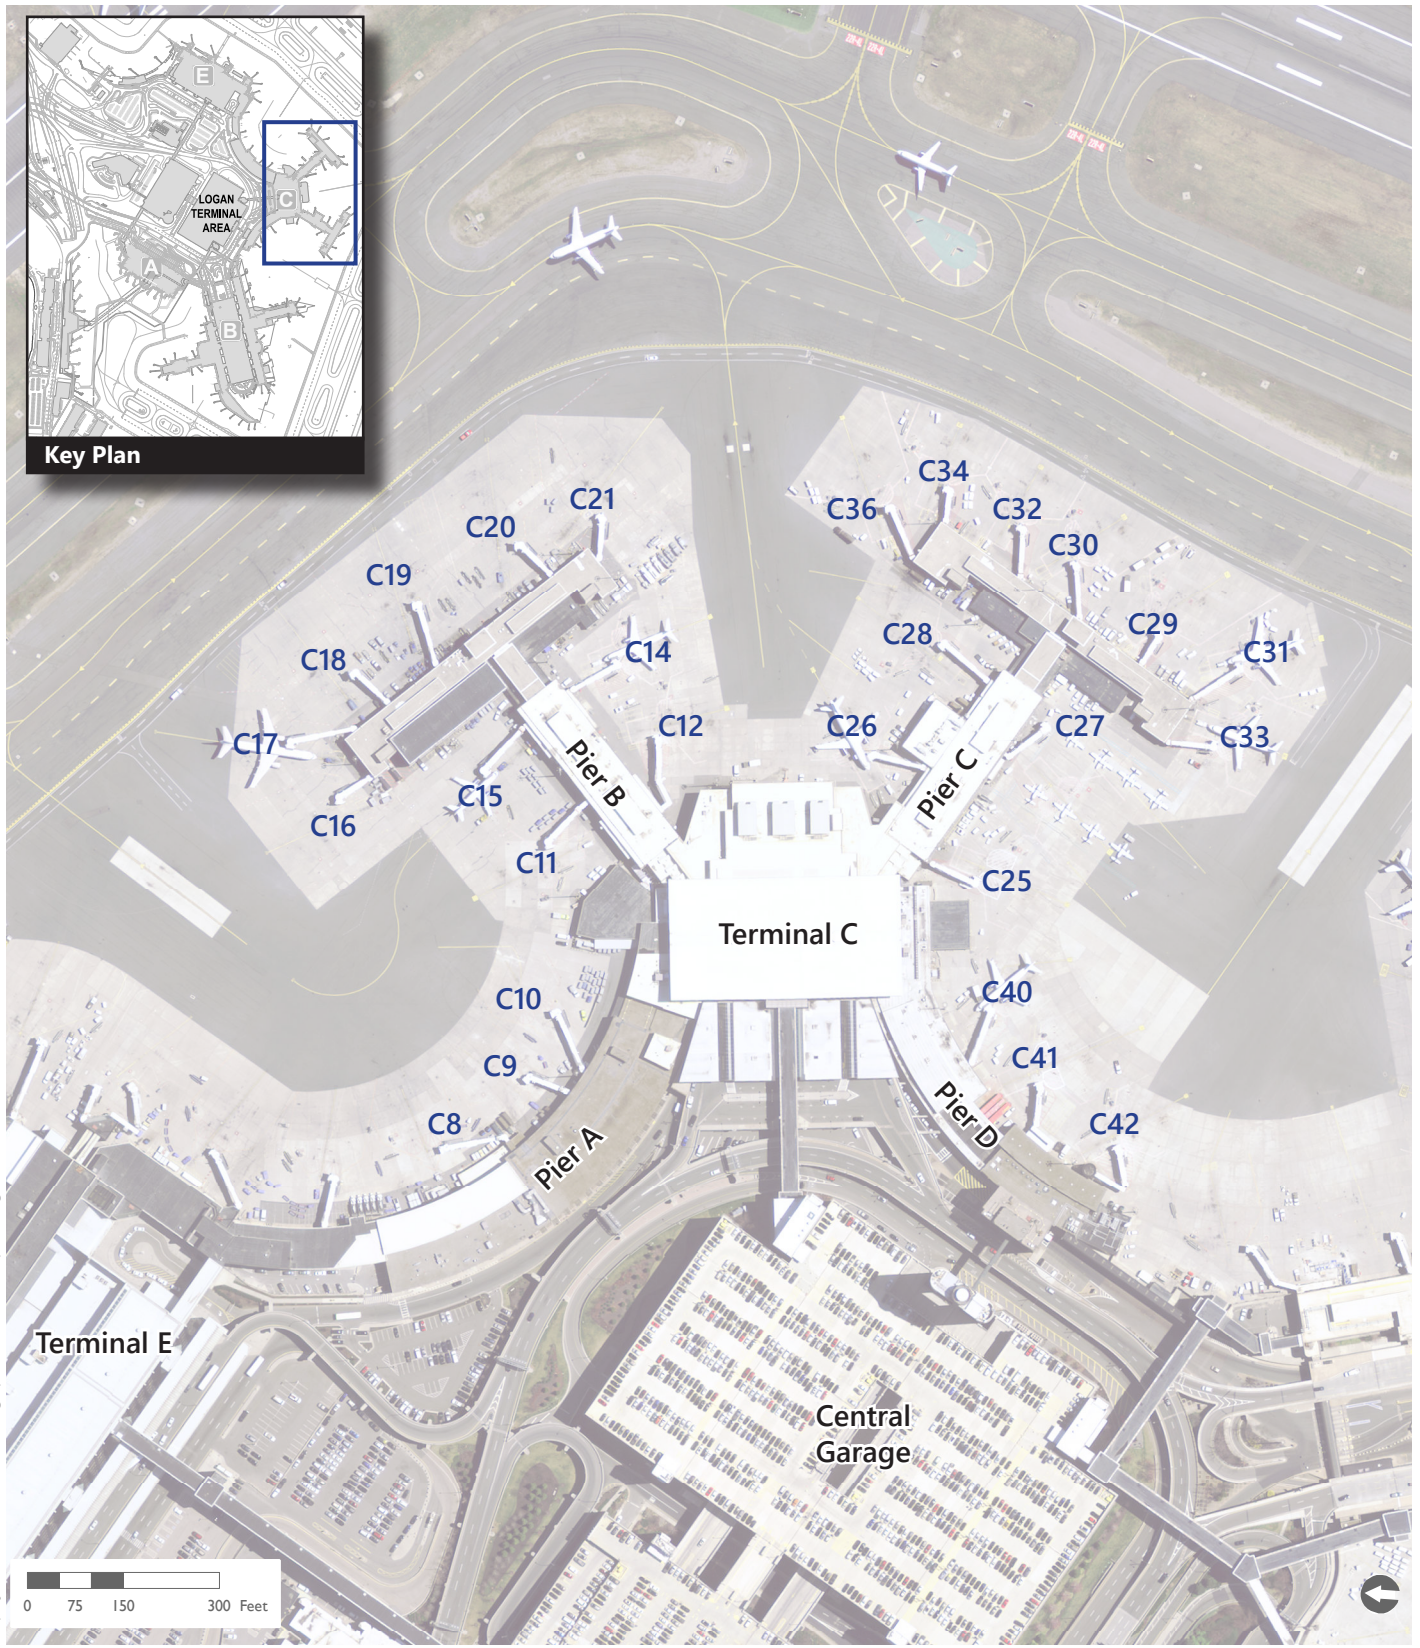 E
C
LOGAN
TERMINAL
AREA
A
B
Key Plan
C34
C21
C36
C32
C20
C30
C19
C29
C28
C14
C31
C18
C12
C26
C27
C33
C17
Pier B
Pier C
C15
C16
C11
C25
Terminal C
C10
C40
C9
C41
C8
C42
Pier A
Pier D
Terminal E
Central
Garage
0 75 150 300 Feet